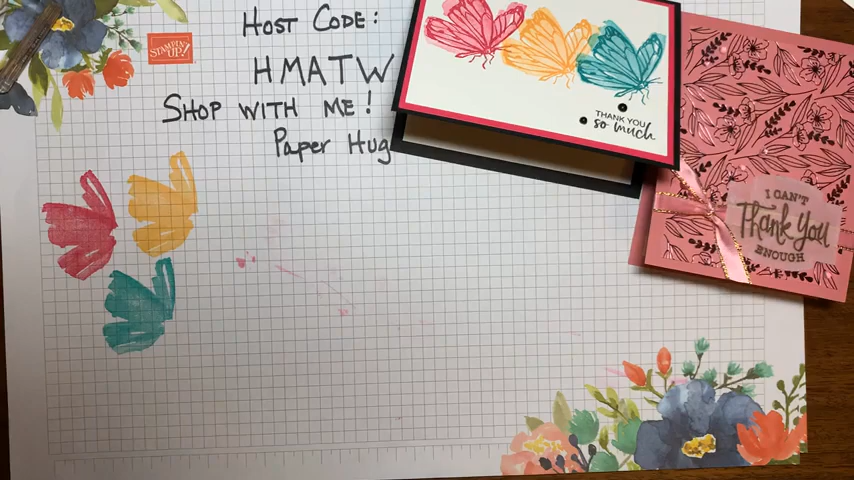 HOST CODE:
STAMPIN' UP!
HMATW
SHOP WITH ME!
Paper Hug
THANK YOU
so much
I CAN'T
Thank You
ENOUGH